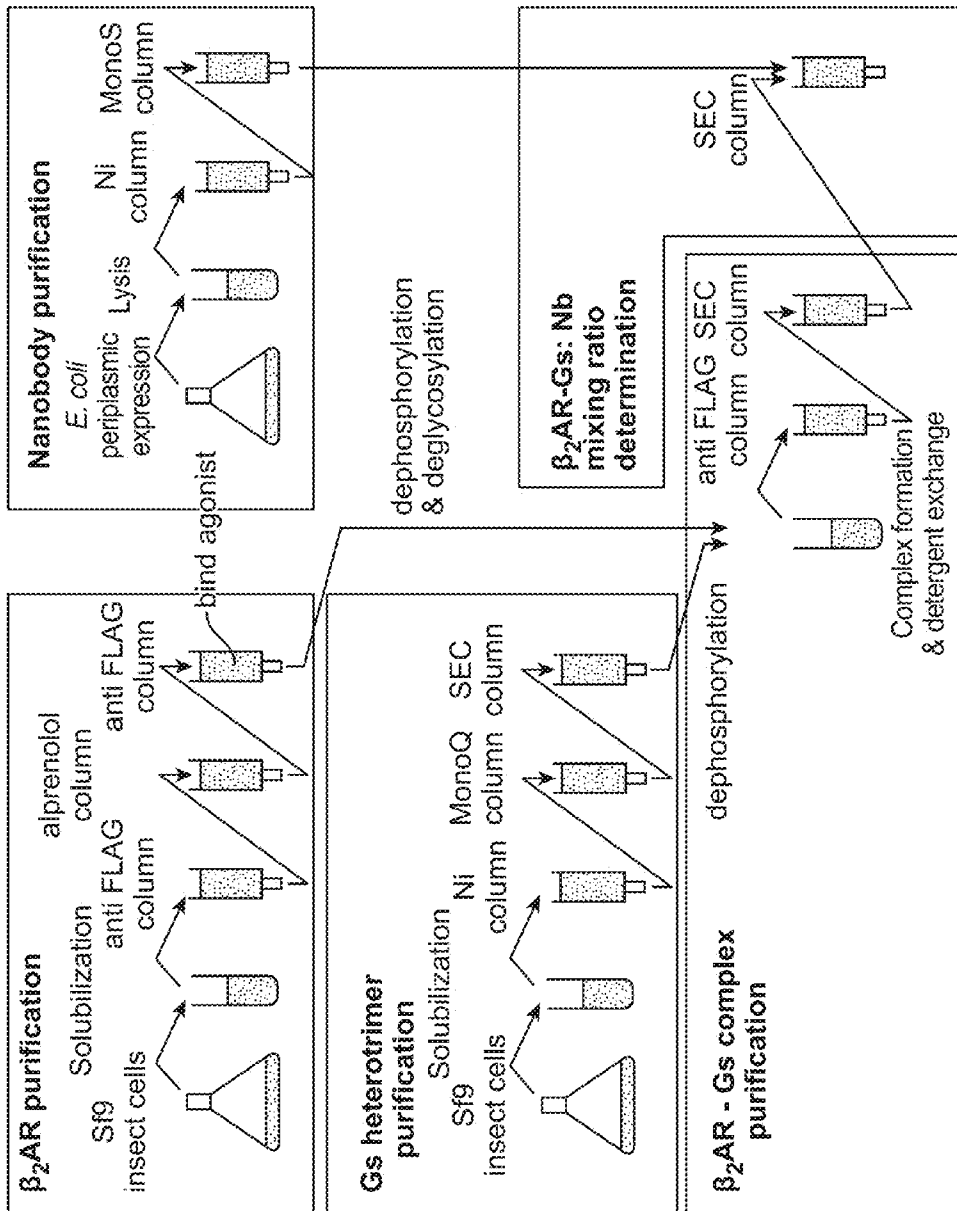 β2AR purification
Sf9
insect cells
Solubilization
anti FLAG
column
alprenolol
column
anti FLAG
column
bind agonist
Nanobody purification
E. coli
periplasmic
expression
Lysis
Ni
column
MonoS
column
dephosphorylation
& deglycosylation
Gs heterotrimer
purification
Sf9
insect cells
Solubilization
Ni
column
MonoQ
column
SEC
column
dephosphorylation
β2AR-Gs: Nb
mixing ratio
determination
SEC
column
β2AR - Gs complex
purification
anti FLAG
column
SEC
column
Complex formation
& detergent exchange